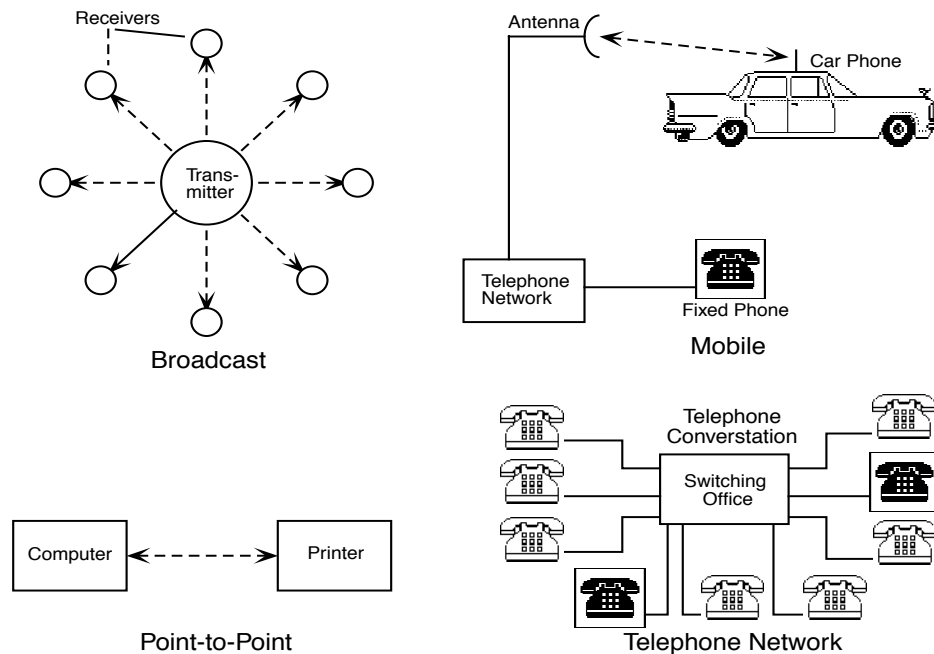 Receivers
Trans-
mitter
Broadcast
Antenna
Car Phone
Telephone
Network
Fixed Phone
Mobile
Computer
Printer
Point-to-Point
Telephone
Converstation
Switching
Office
Telephone Network